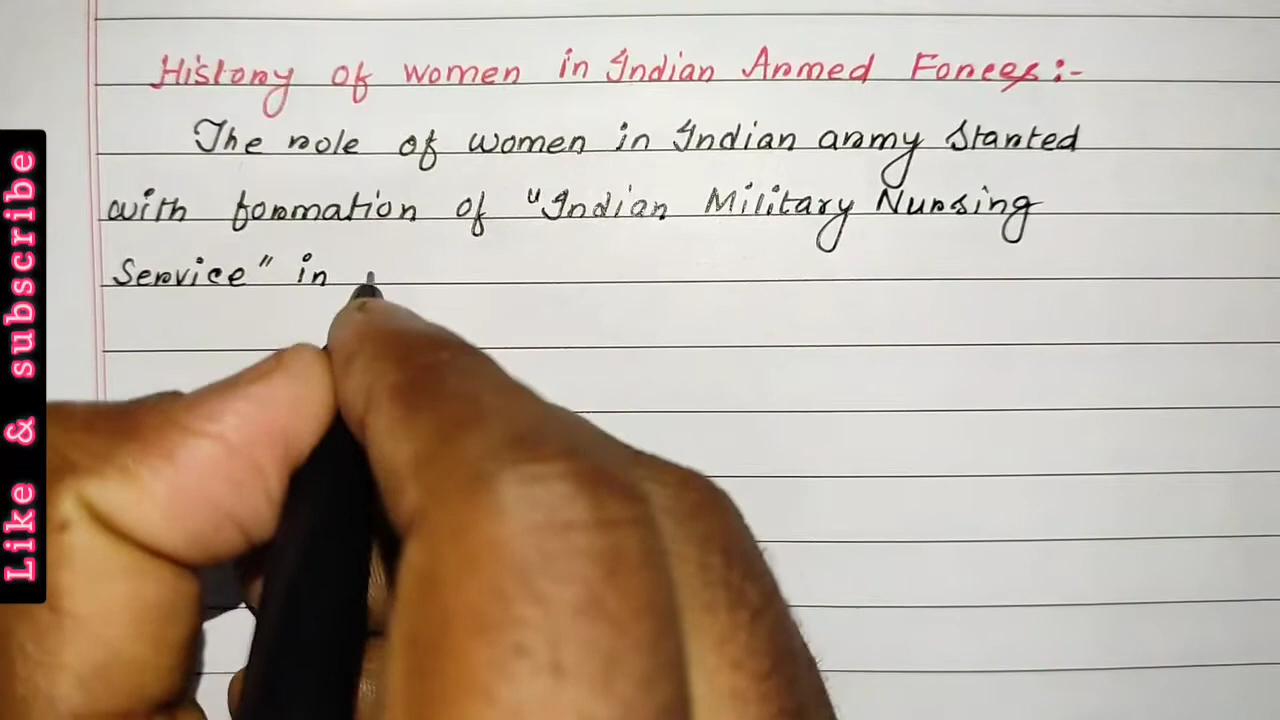 History of women in Indian Armed Forces:-
The role of women in Indian army started
with formation of "Indian Military Nursing
Service" in
Like & subscribe